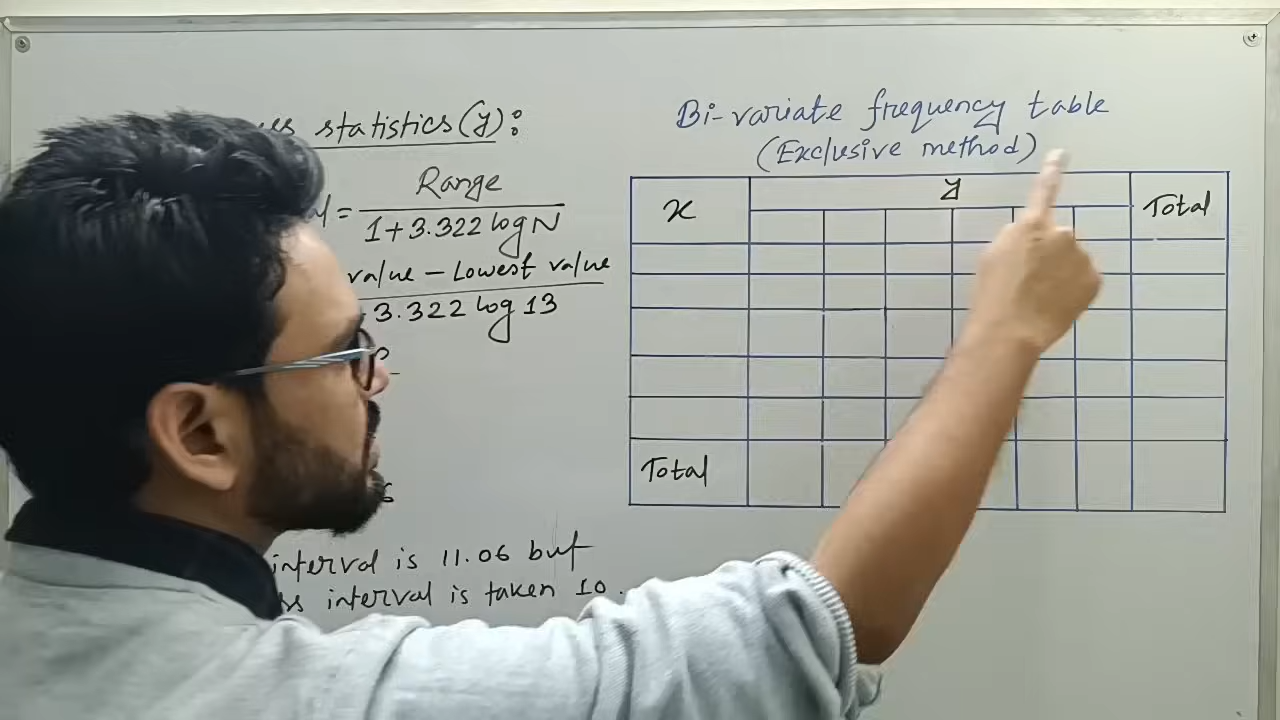 statistics (y):
= Range
1 + 3.322 log N
value - Lowest value
3.322 log 13
interval is 11.06 but
interval is taken 10.
Bi-variate frequency table
(Exclusive method)
x
y
Total
Total